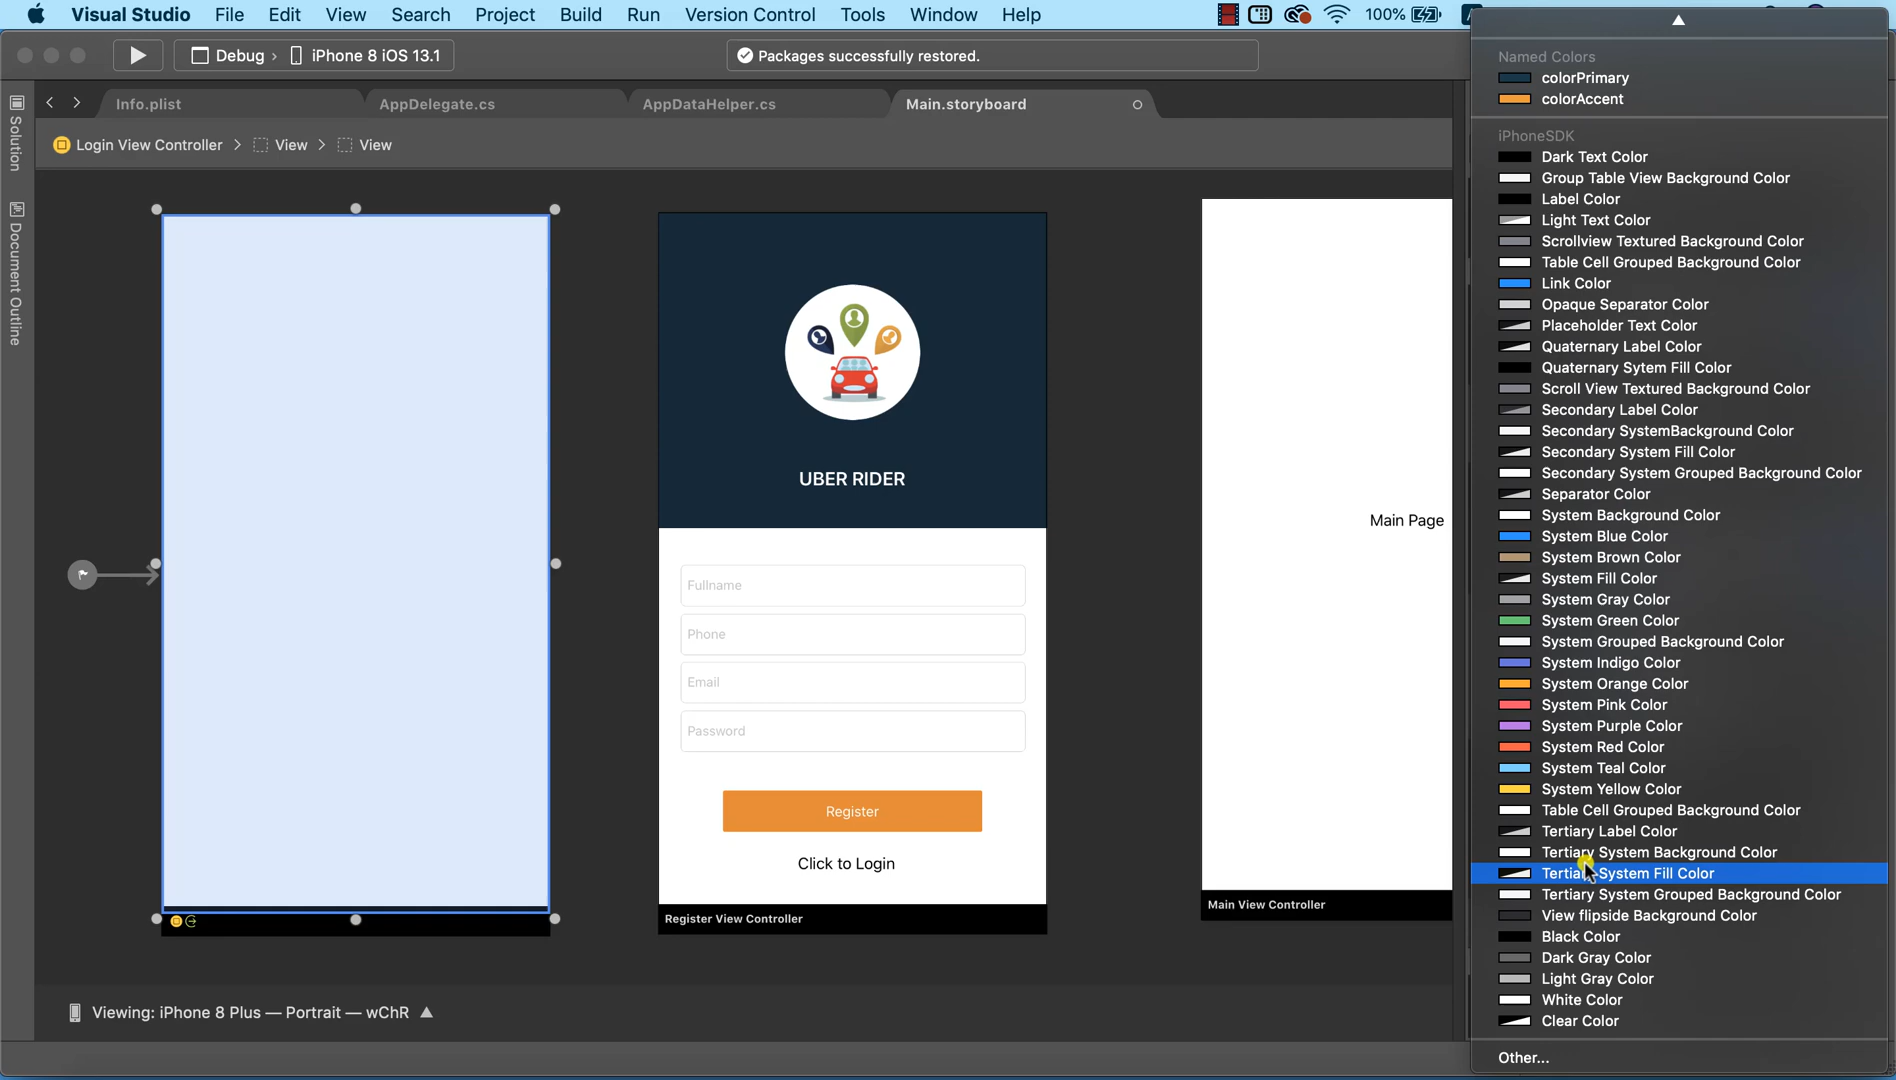 Visual Studio File Edit View Search Project Build Run Version Control Tools Window Help 100%
Debug › iPhone 8 iOS 13.1
Packages successfully restored.
Info.plist AppDelegate.cs AppDataHelper.cs Main.storyboard
Login View Controller View View
Solution
Document Outline
UBER RIDER
Fullname
Phone
Email
Password
Register
Click to Login
Register View Controller
Main Page
Main View Controller
Viewing: iPhone 8 Plus — Portrait — wChR
Named Colors
colorPrimary
colorAccent
iPhoneSDK
Dark Text Color
Group Table View Background Color
Label Color
Light Text Color
Scrollview Textured Background Color
Table Cell Grouped Background Color
Link Color
Opaque Separator Color
Placeholder Text Color
Quaternary Label Color
Quaternary Sytem Fill Color
Scroll View Textured Background Color
Secondary Label Color
Secondary SystemBackground Color
Secondary System Fill Color
Secondary System Grouped Background Color
Separator Color
System Background Color
System Blue Color
System Brown Color
System Fill Color
System Gray Color
System Green Color
System Grouped Background Color
System Indigo Color
System Orange Color
System Pink Color
System Purple Color
System Red Color
System Teal Color
System Yellow Color
Table Cell Grouped Background Color
Tertiary Label Color
Tertiary System Background Color
Tertiary System Fill Color
Tertiary System Grouped Background Color
View flipside Background Color
Black Color
Dark Gray Color
Light Gray Color
White Color
Clear Color
Other...